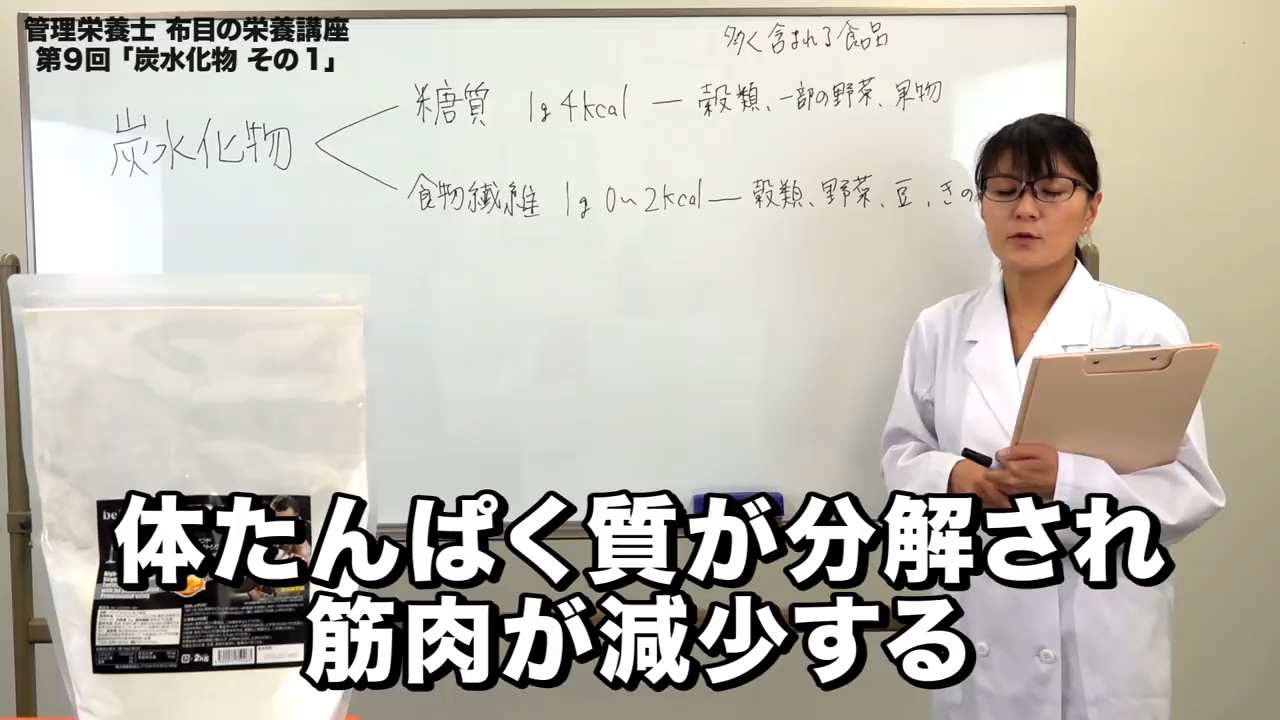 管理栄養士 布目の栄養講座
第9回「炭水化物 その1」
多く含まれる食品
炭水化物
糖質 1g 4kcal ― 穀類、一部の野菜、果物
食物繊維 1g 0〜2kcal ― 穀類、野菜、豆、きの
体たんぱく質が分解され
筋肉が減少する